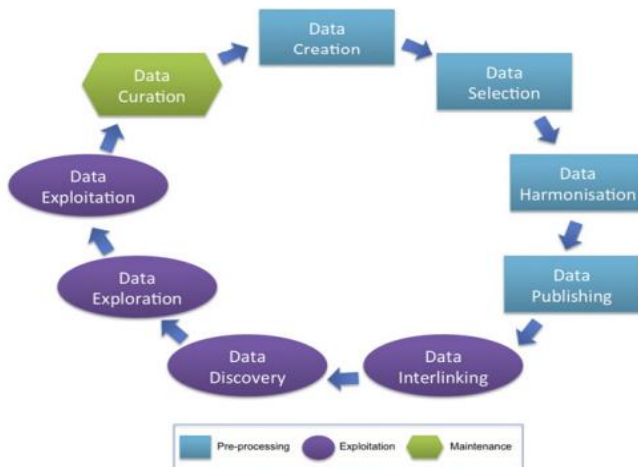 Data
Creation
Data
Selection
Data
Harmonisation
Data
Publishing
Data
Interlinking
Data
Discovery
Data
Exploration
Data
Exploitation
Data
Curation
Pre-processing
Exploitation
Maintenance